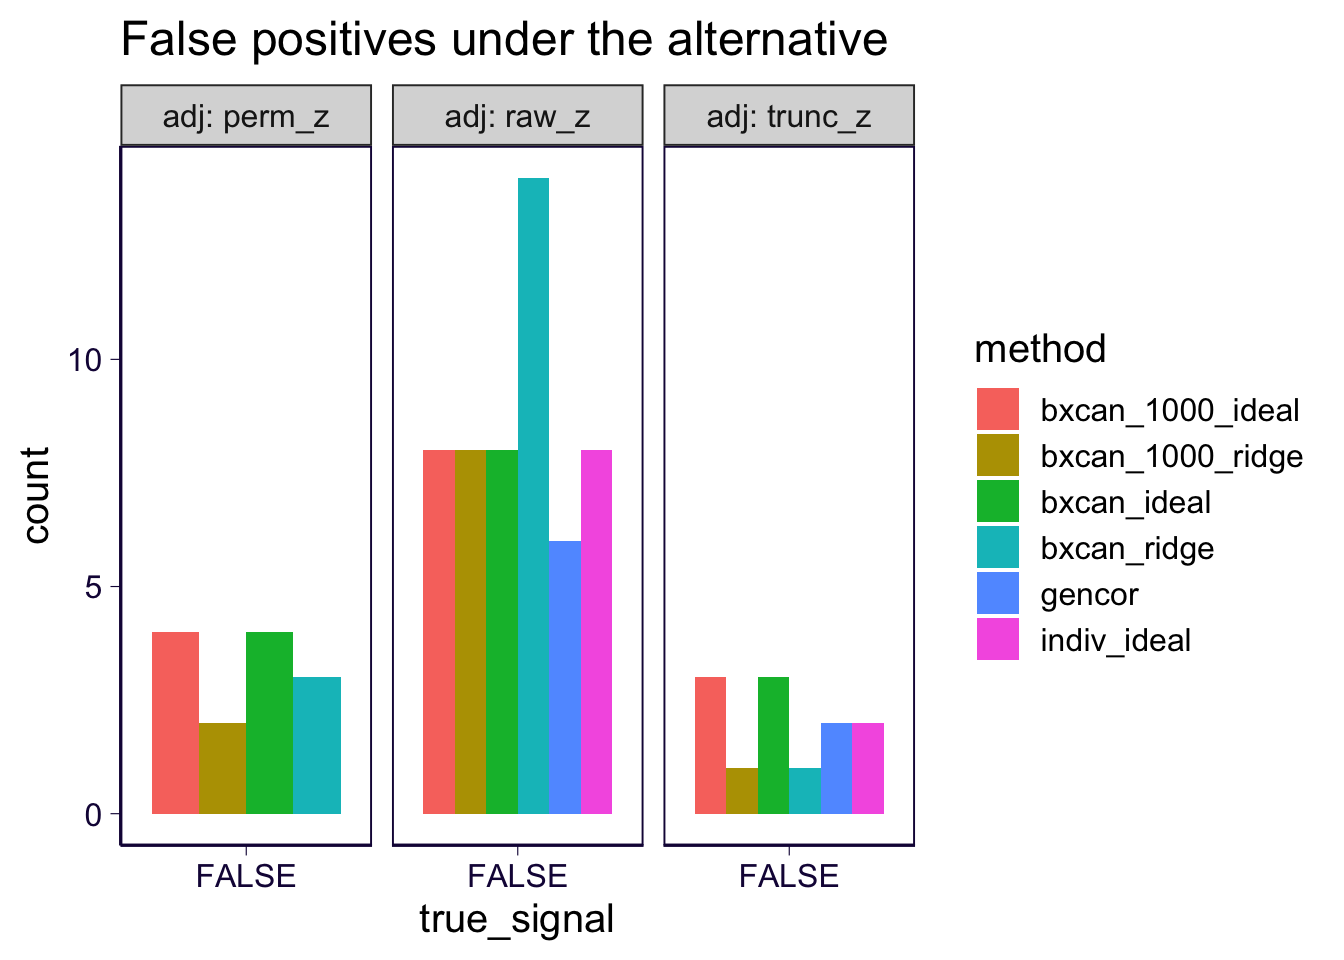 False positives under the alternative
adj: perm_z
adj: raw_z
adj: trunc_z
10
5
0
count
FALSE
FALSE
FALSE
true_signal
method
bxcan_1000_ideal
bxcan_1000_ridge
bxcan_ideal
bxcan_ridge
gencor
indiv_ideal